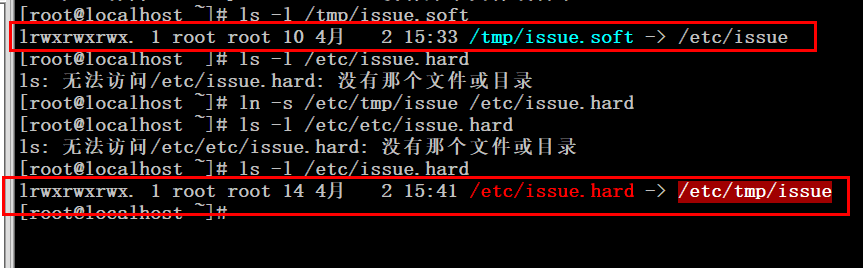 [root@localhost ~]# ls -l /tmp/issue.soft
lrwxrwxrwx. 1 root root 10 4月   2 15:33 /tmp/issue.soft -> /etc/issue
[root@localhost ~]# ls -l /etc/issue.hard
ls: 无法访问/etc/issue.hard: 没有那个文件或目录
[root@localhost ~]# ln -s /etc/tmp/issue /etc/issue.hard
[root@localhost ~]# ls -l /etc/etc/issue.hard
ls: 无法访问/etc/etc/issue.hard: 没有那个文件或目录
[root@localhost ~]# ls -l /etc/issue.hard
lrwxrwxrwx. 1 root root 14 4月   2 15:41 /etc/issue.hard -> /etc/tmp/issue
[root@localhost ~]#